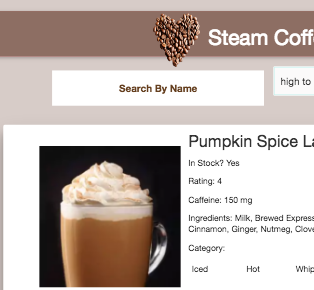 Steam Coff
Search By Name
high to
Pumpkin Spice La
In Stock? Yes
Rating: 4
Caffeine: 150 mg
Ingredients: Milk, Brewed Express
Cinnamon, Ginger, Nutmeg, Clove
Category:
Iced Hot Whip